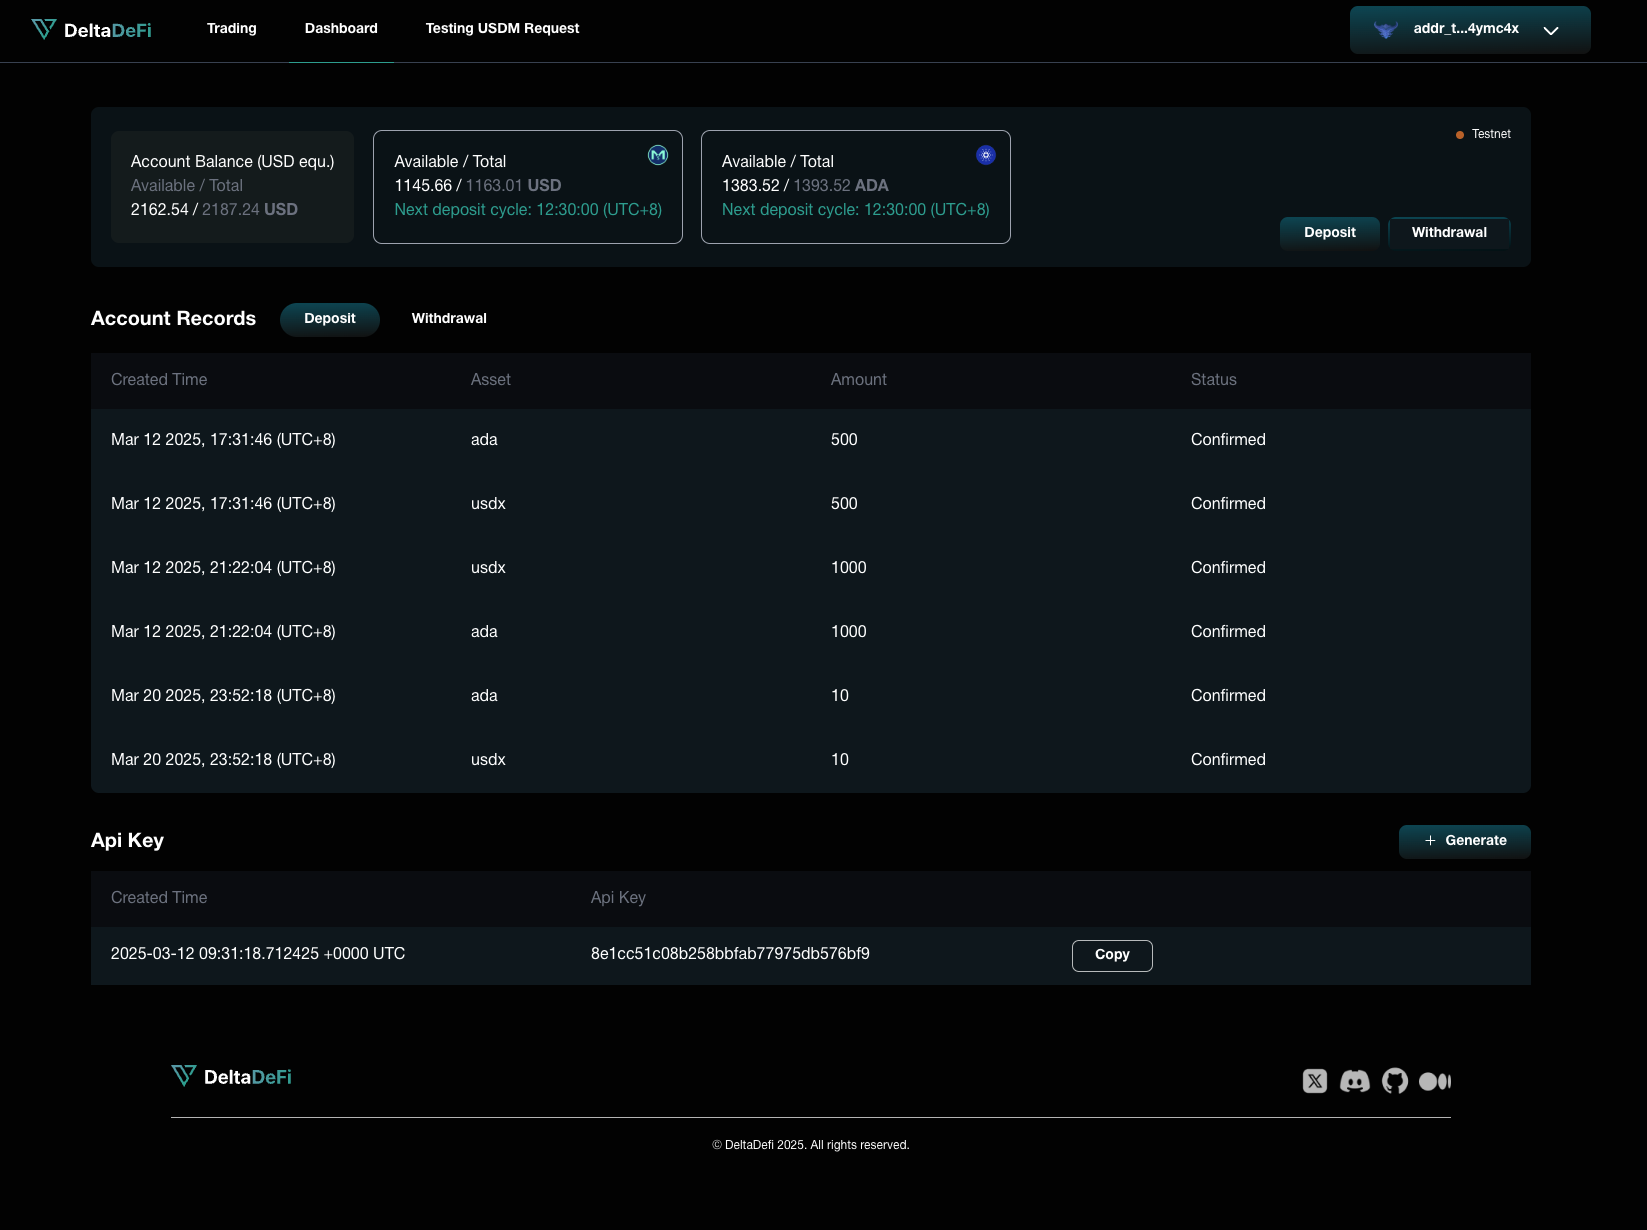 DeltaDeFi
Trading
Dashboard
Testing USDM Request
addr_t...4ymc4x
Testnet
Account Balance (USD equ.)
Available / Total
2162.54 / 2187.24 USD
Available / Total
1145.66 / 1163.01 USD
Next deposit cycle: 12:30:00 (UTC+8)
Available / Total
1383.52 / 1393.52 ADA
Next deposit cycle: 12:30:00 (UTC+8)
Deposit
Withdrawal
Account Records
Deposit
Withdrawal
Created Time Asset Amount Status
Mar 12 2025, 17:31:46 (UTC+8) ada 500 Confirmed
Mar 12 2025, 17:31:46 (UTC+8) usdx 500 Confirmed
Mar 12 2025, 21:22:04 (UTC+8) usdx 1000 Confirmed
Mar 12 2025, 21:22:04 (UTC+8) ada 1000 Confirmed
Mar 20 2025, 23:52:18 (UTC+8) ada 10 Confirmed
Mar 20 2025, 23:52:18 (UTC+8) usdx 10 Confirmed
Api Key
+ Generate
Created Time Api Key
2025-03-12 09:31:18.712425 +0000 UTC 8e1cc51c08b258bbfab77975db576bf9 Copy
DeltaDeFi
© DeltaDefi 2025. All rights reserved.